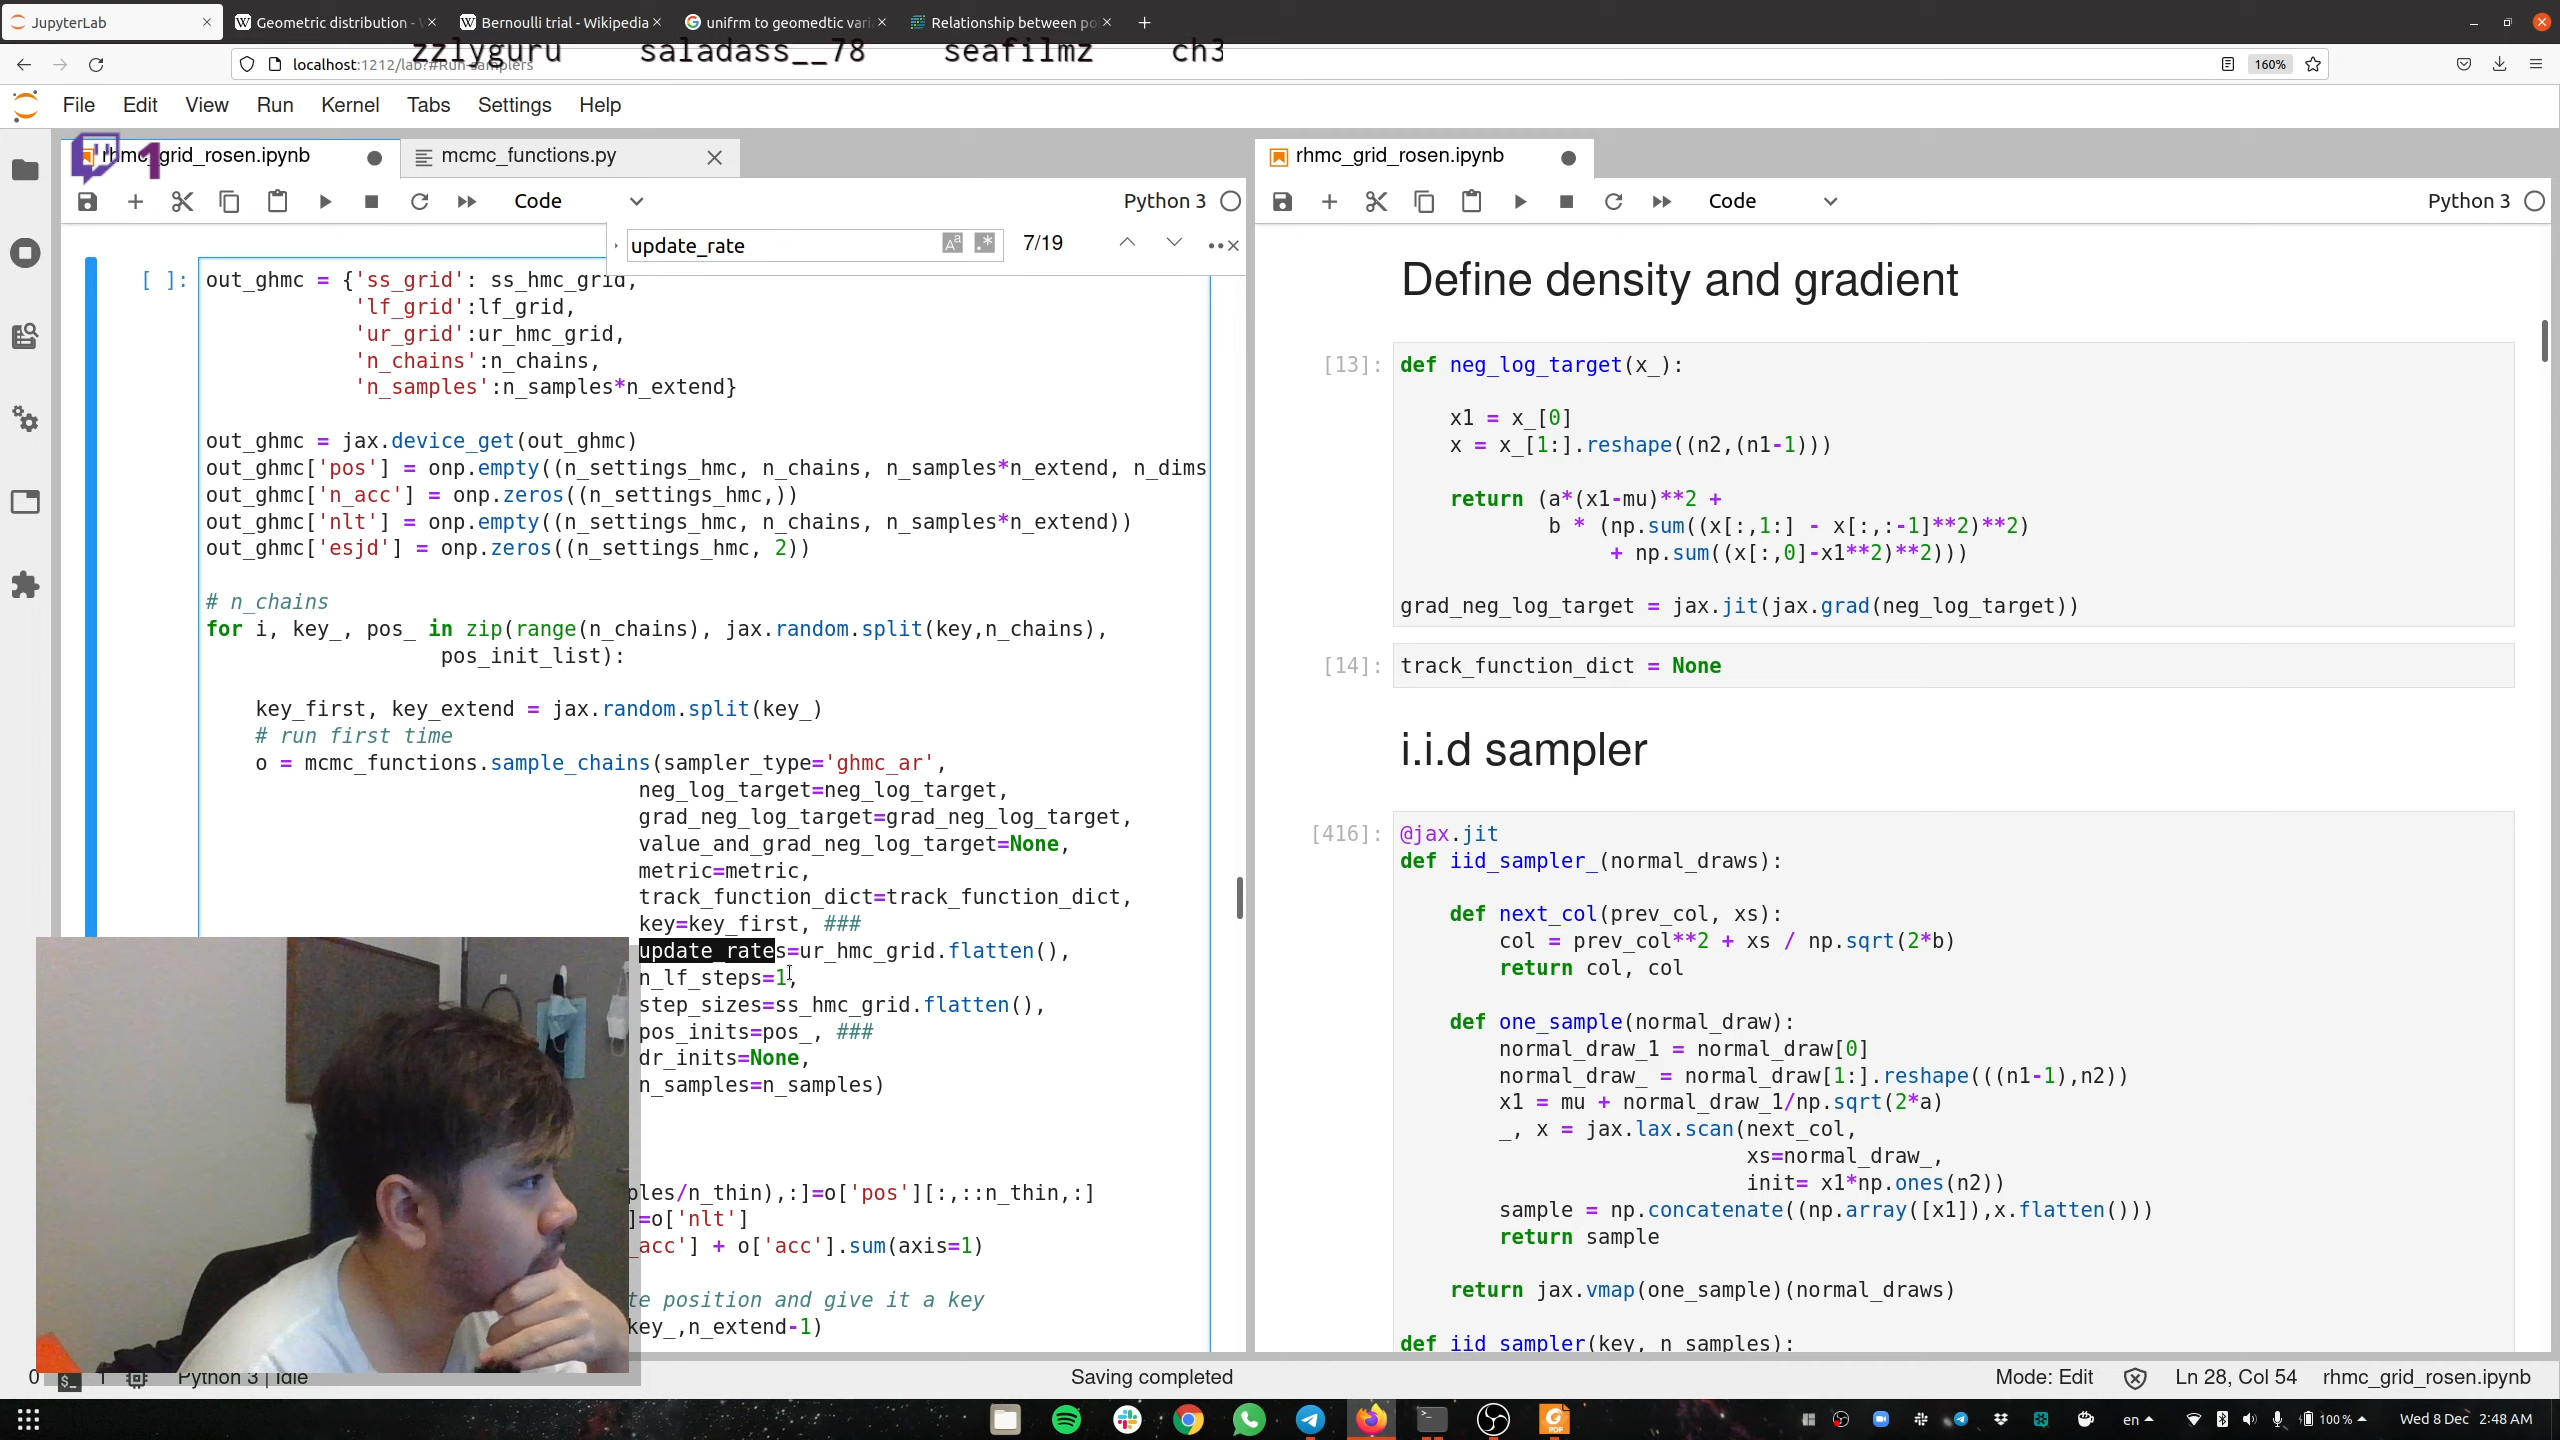 JupyterLab
Geometric distribution -
Bernoulli trial - Wikipedia
unifrm to geomedtic vari
Relationship between po
zzlyguru saladass__78 seafilmz ch3
localhost:1212/lab?#Run-samplers
160%
File Edit View Run Kernel Tabs Settings Help
rhmc_grid_rosen.ipynb
1
mcmc_functions.py
rhmc_grid_rosen.ipynb
Code
Python 3
Code
Python 3
update_rate
7/19
[ ]:
out_ghmc = {'ss_grid': ss_hmc_grid,
'lf_grid':lf_grid,
'ur_grid':ur_hmc_grid,
'n_chains':n_chains,
'n_samples':n_samples*n_extend}
out_ghmc = jax.device_get(out_ghmc)
out_ghmc['pos'] = onp.empty((n_settings_hmc, n_chains, n_samples*n_extend, n_dims
out_ghmc['n_acc'] = onp.zeros((n_settings_hmc,))
out_ghmc['nlt'] = onp.empty((n_settings_hmc, n_chains, n_samples*n_extend))
out_ghmc['esjd'] = onp.zeros((n_settings_hmc, 2))
# n_chains
for i, key_, pos_ in zip(range(n_chains), jax.random.split(key,n_chains),
pos_init_list):
key_first, key_extend = jax.random.split(key_)
# run first time
o = mcmc_functions.sample_chains(sampler_type='ghmc_ar',
neg_log_target=neg_log_target,
grad_neg_log_target=grad_neg_log_target,
value_and_grad_neg_log_target=None,
metric=metric,
track_function_dict=track_function_dict,
key=key_first, ###
update_rates=ur_hmc_grid.flatten(),
n_lf_steps=1,
step_sizes=ss_hmc_grid.flatten(),
pos_inits=pos_, ###
dr_inits=None,
n_samples=n_samples)
ples/n_thin),:]=o['pos'][:,::n_thin,:]
]=o['nlt']
_acc'] + o['acc'].sum(axis=1)
te position and give it a key
key_,n_extend-1)
Define density and gradient
[13]:
def neg_log_target(x_):
x1 = x_[0]
x = x_[1:].reshape((n2,(n1-1)))
return (a*(x1-mu)**2 +
b * (np.sum((x[:,1:] - x[:,:-1]**2)**2)
+ np.sum((x[:,0]-x1**2)**2)))
grad_neg_log_target = jax.jit(jax.grad(neg_log_target))
[14]:
track_function_dict = None
i.i.d sampler
[416]:
@jax.jit
def iid_sampler_(normal_draws):
def next_col(prev_col, xs):
col = prev_col**2 + xs / np.sqrt(2*b)
return col, col
def one_sample(normal_draw):
normal_draw_1 = normal_draw[0]
normal_draw_ = normal_draw[1:].reshape(((n1-1),n2))
x1 = mu + normal_draw_1/np.sqrt(2*a)
_, x = jax.lax.scan(next_col,
xs=normal_draw_,
init= x1*np.ones(n2))
sample = np.concatenate((np.array([x1]),x.flatten()))
return sample
return jax.vmap(one_sample)(normal_draws)
def iid_sampler(key, n_samples):
0
1
Python 3 | Idle
Saving completed
Mode: Edit
Ln 28, Col 54
rhmc_grid_rosen.ipynb
en
100 %
Wed 8 Dec 2:48 AM